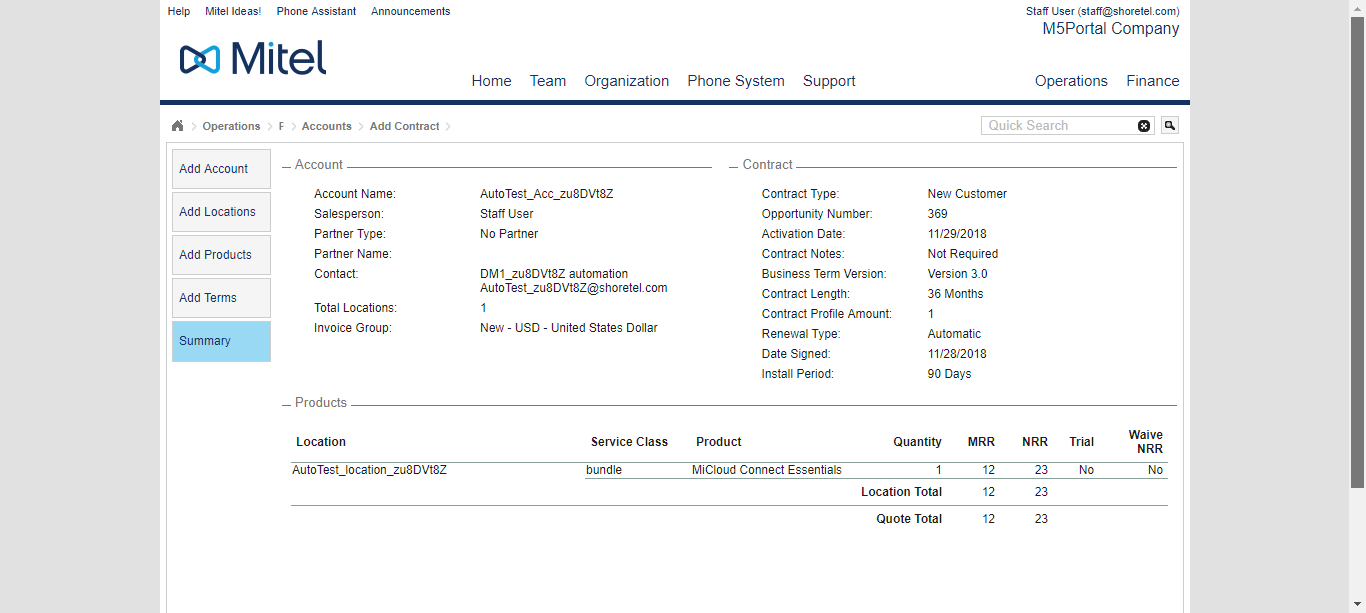 Help Mitel Ideas! Phone Assistant Announcements
Staff User (staff@shoretel.com)
M5Portal Company
Mitel
Home Team Organization Phone System Support Operations Finance
Operations F Accounts Add Contract
Quick Search
Add Account
Add Locations
Add Products
Add Terms
Summary
Account
Account Name: AutoTest_Acc_zu8DVt8Z
Salesperson: Staff User
Partner Type: No Partner
Partner Name:
Contact: DM1_zu8DVt8Z automation
AutoTest_zu8DVt8Z@shoretel.com
Total Locations: 1
Invoice Group: New - USD - United States Dollar
Contract
Contract Type: New Customer
Opportunity Number: 369
Activation Date: 11/29/2018
Contract Notes: Not Required
Business Term Version: Version 3.0
Contract Length: 36 Months
Contract Profile Amount: 1
Renewal Type: Automatic
Date Signed: 11/28/2018
Install Period: 90 Days
Products
Location Service Class Product Quantity MRR NRR Trial Waive NRR
AutoTest_location_zu8DVt8Z bundle MiCloud Connect Essentials 1 12 23 No No
Location Total 12 23
Quote Total 12 23